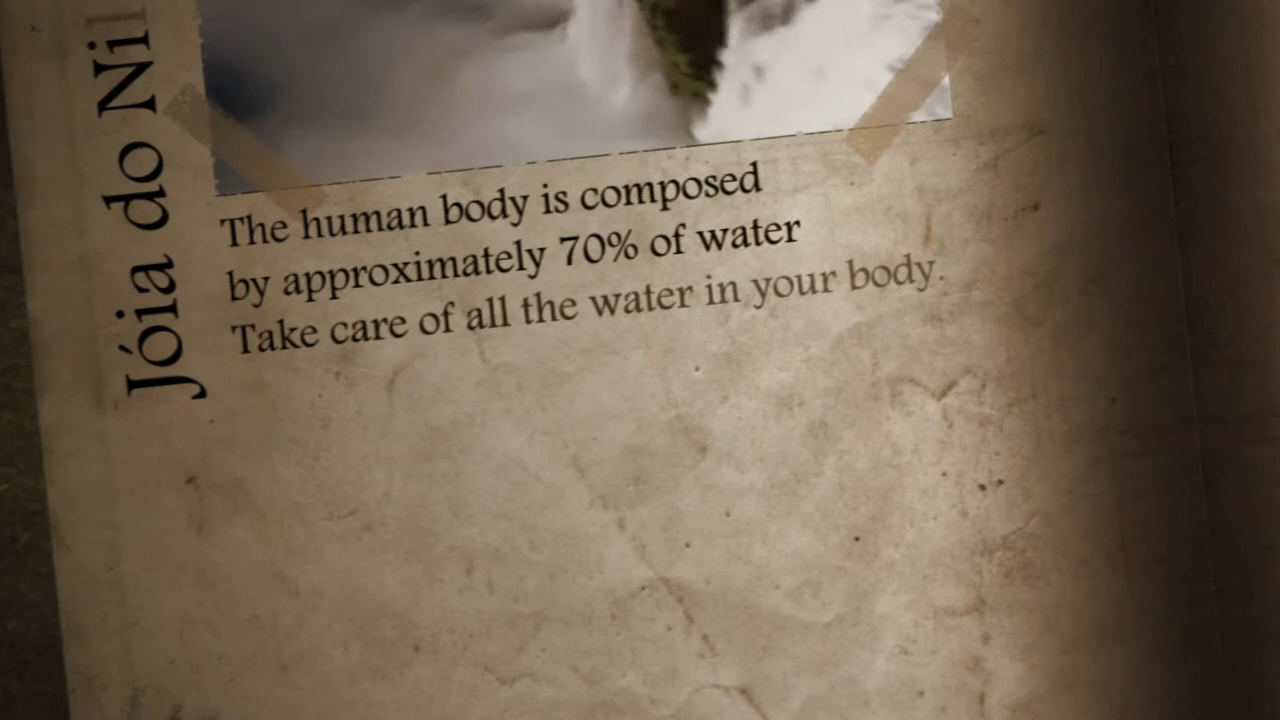 Jóia do Nil
The human body is composed
by approximately 70% of water
Take care of all the water in your body.